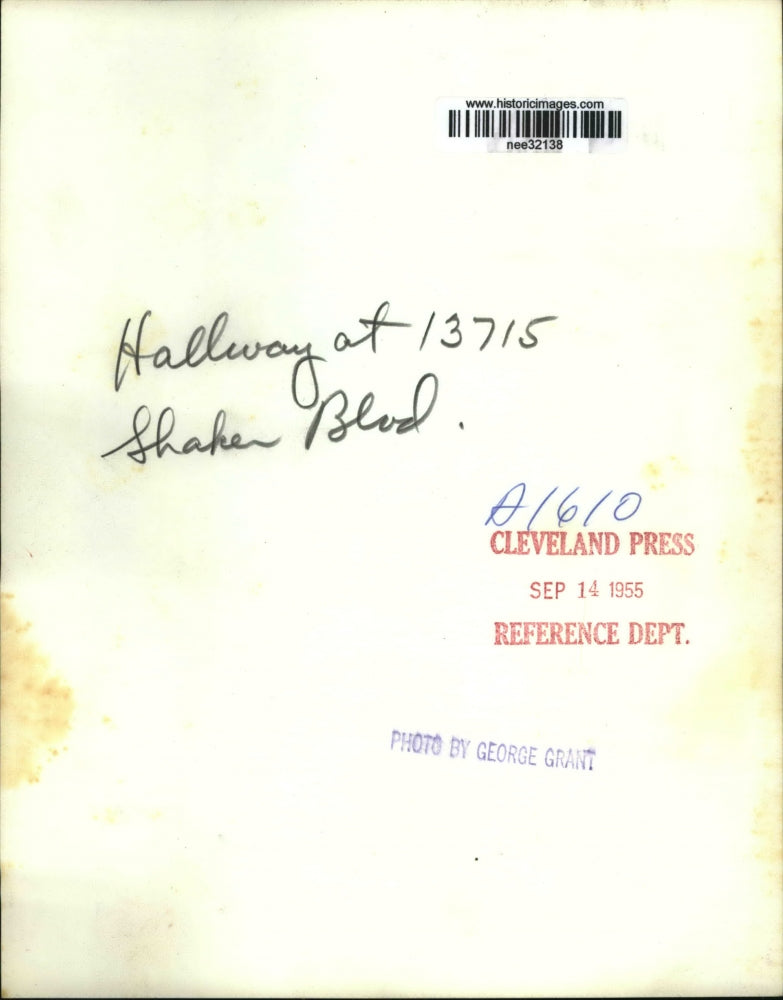 www.historicimages.com
nee32138
Hallway at 13715
Shaker Blvd.
A1610
CLEVELAND PRESS
SEP 14 1955
REFERENCE DEPT.
PHOTO BY GEORGE GRANT